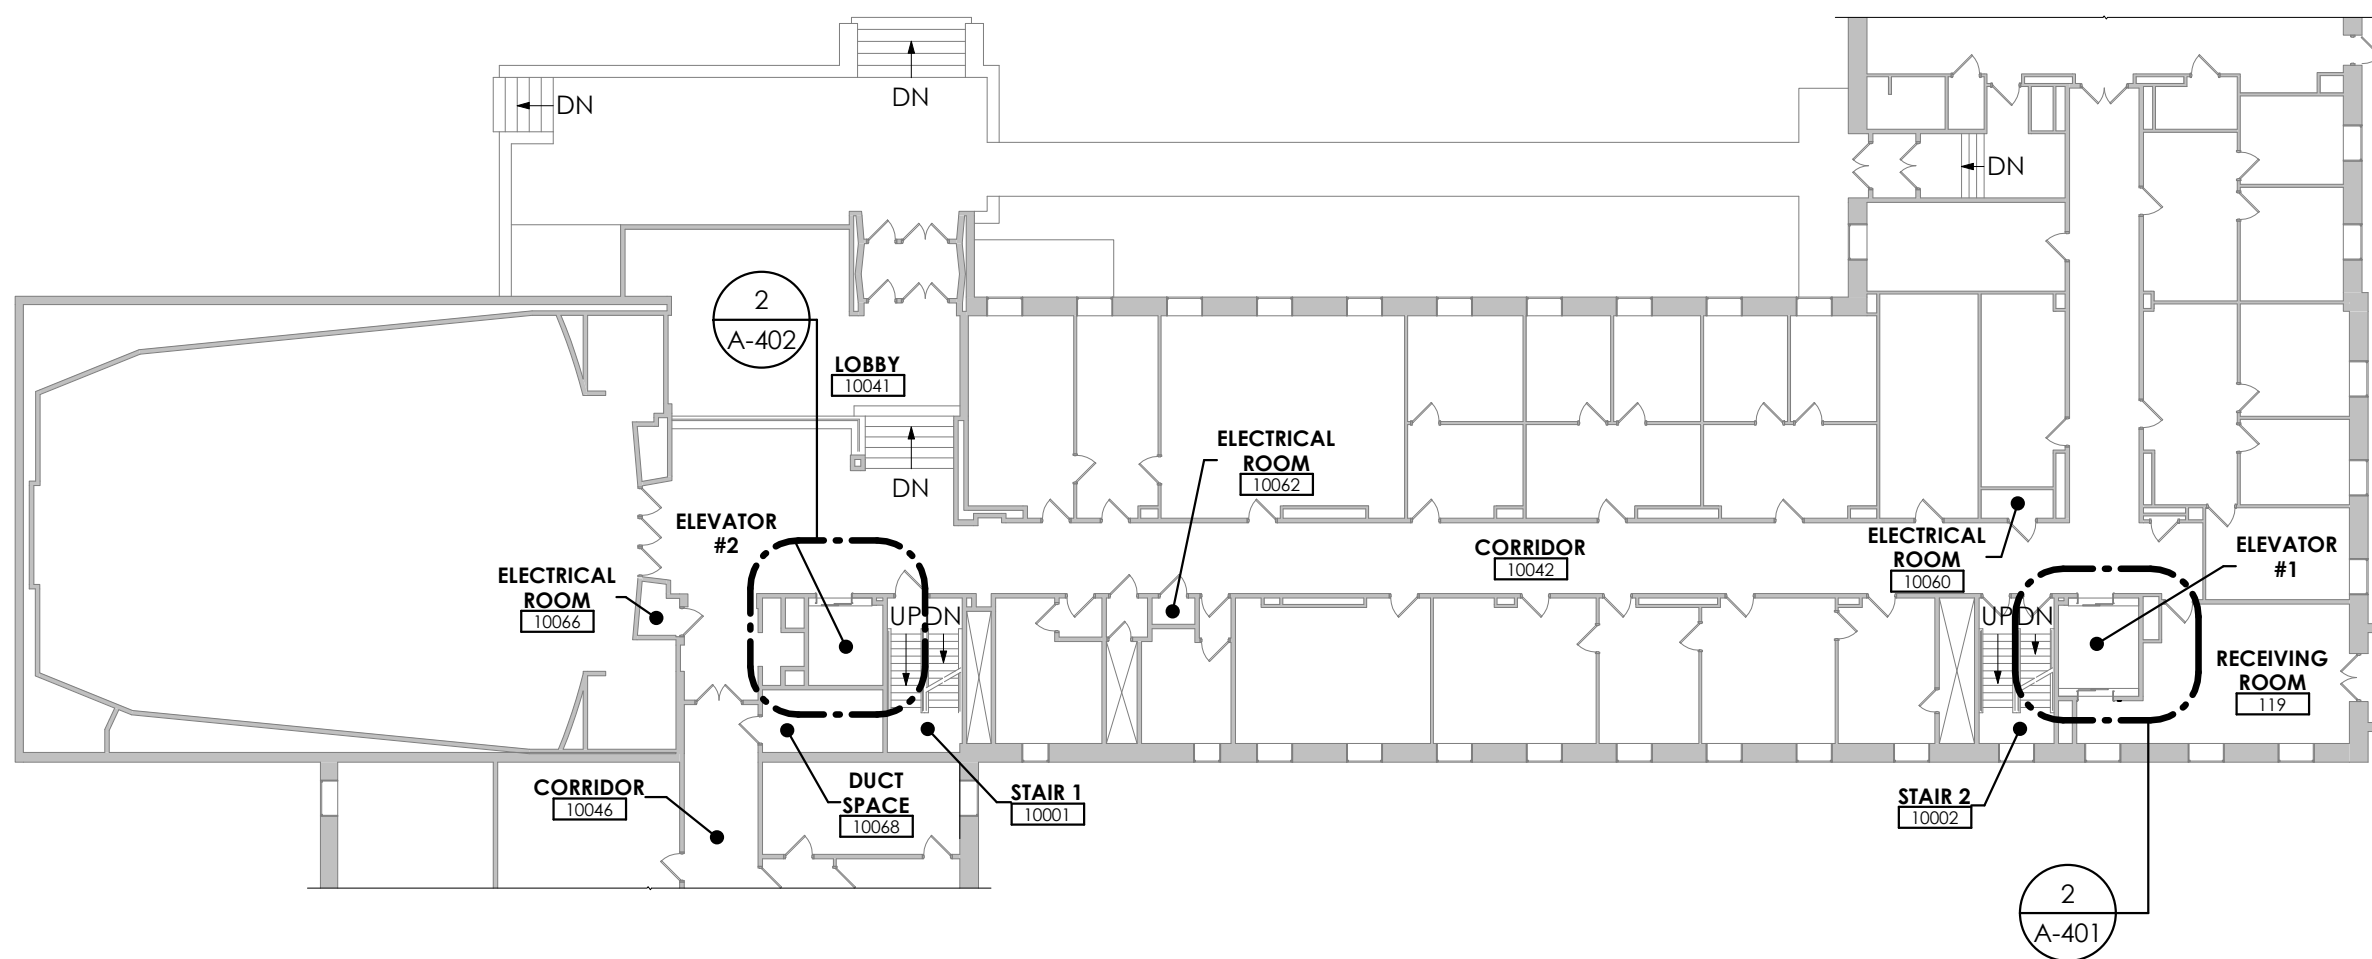 DN
DN
DN
2
A-402
LOBBY
10041
DN
ELECTRICAL
ROOM
10062
ELEVATOR
#2
ELECTRICAL
ROOM
10066
CORRIDOR
10042
ELECTRICAL
ROOM
10060
ELEVATOR
#1
UP DN
UP DN
RECEIVING
ROOM
119
CORRIDOR
10046
DUCT
SPACE
10068
STAIR 1
10001
STAIR 2
10002
2
A-401